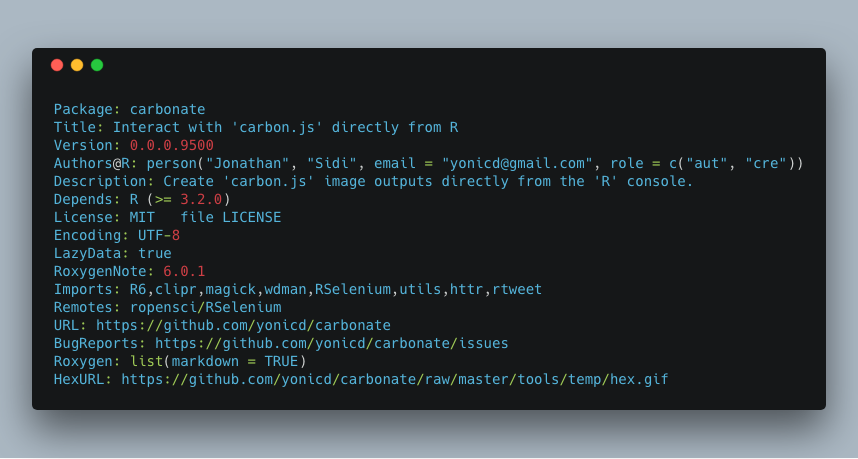 Package: carbonate
Title: Interact with 'carbon.js' directly from R
Version: 0.0.0.9500
Authors@R: person("Jonathan", "Sidi", email = "yonicd@gmail.com", role = c("aut", "cre"))
Description: Create 'carbon.js' image outputs directly from the 'R' console.
Depends: R (>= 3.2.0)
License: MIT   file LICENSE
Encoding: UTF-8
LazyData: true
RoxygenNote: 6.0.1
Imports: R6,clipr,magick,wdman,RSelenium,utils,httr,rtweet
Remotes: ropensci/RSelenium
URL: https://github.com/yonicd/carbonate
BugReports: https://github.com/yonicd/carbonate/issues
Roxygen: list(markdown = TRUE)
HexURL: https://github.com/yonicd/carbonate/raw/master/tools/temp/hex.gif